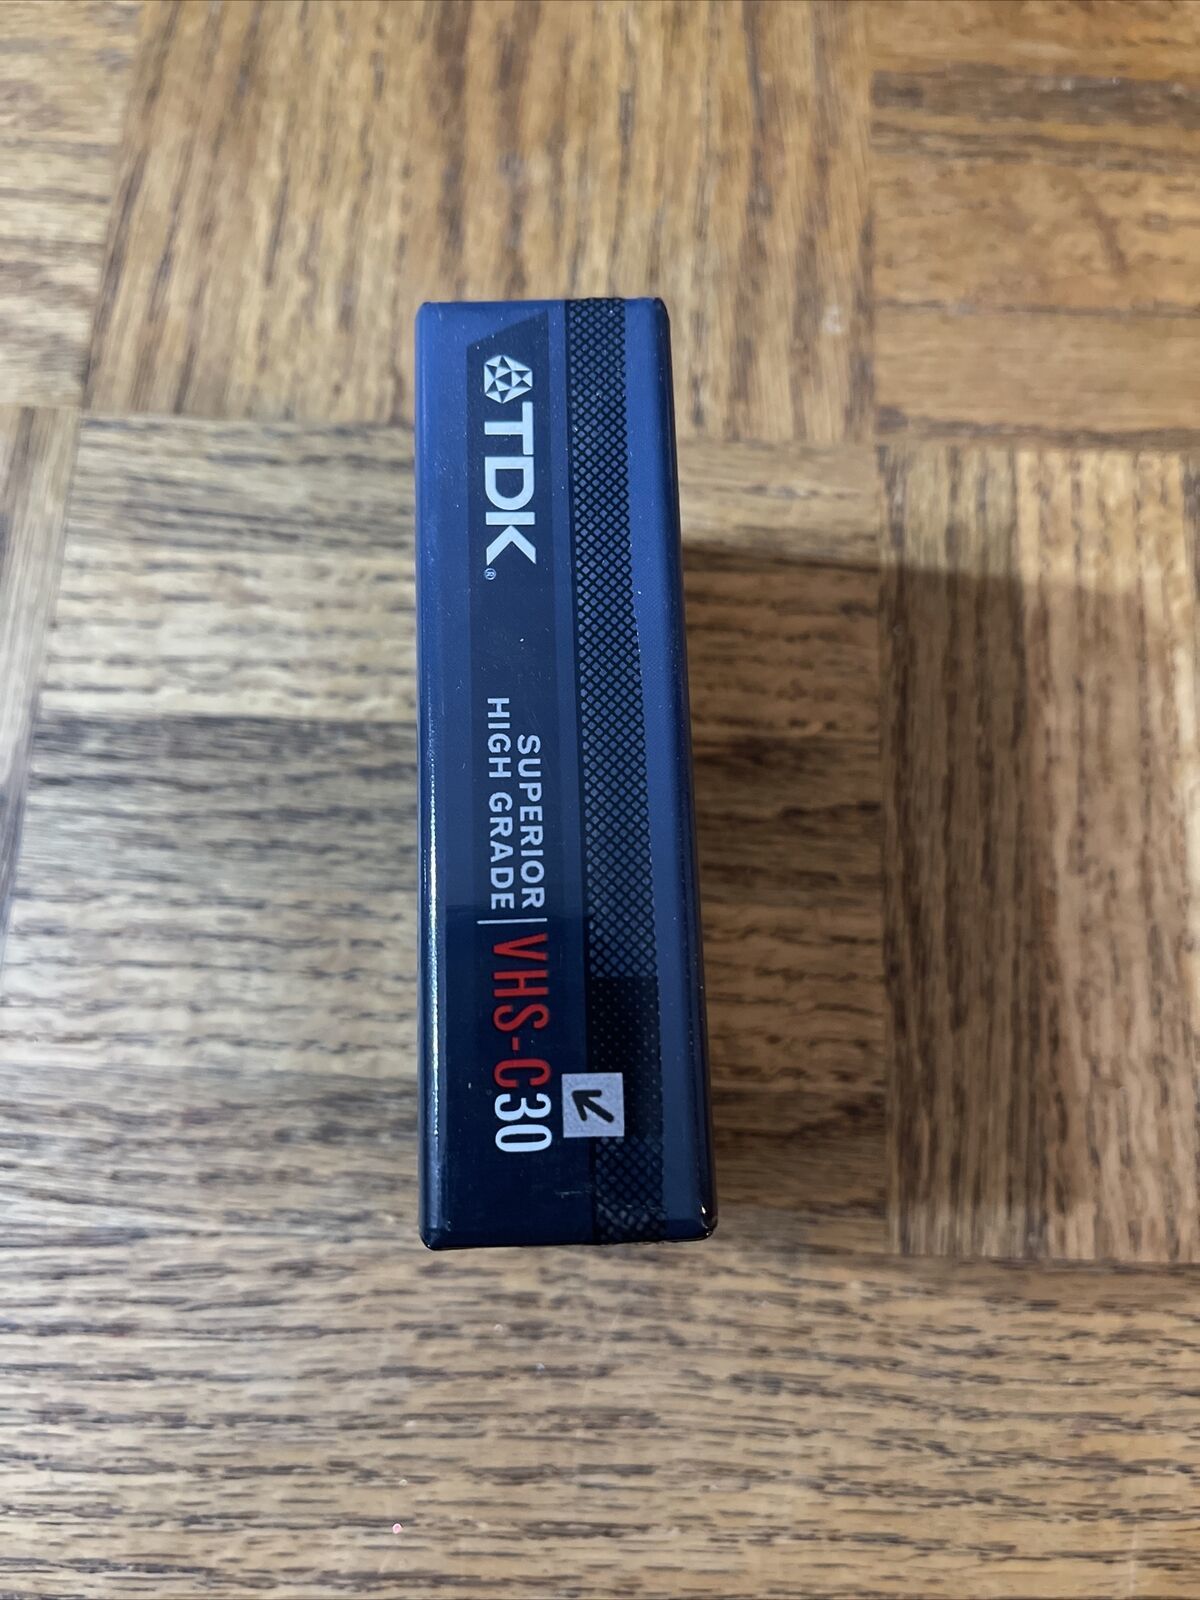 TDK®
SUPERIOR
HIGH GRADE
VHS-C30